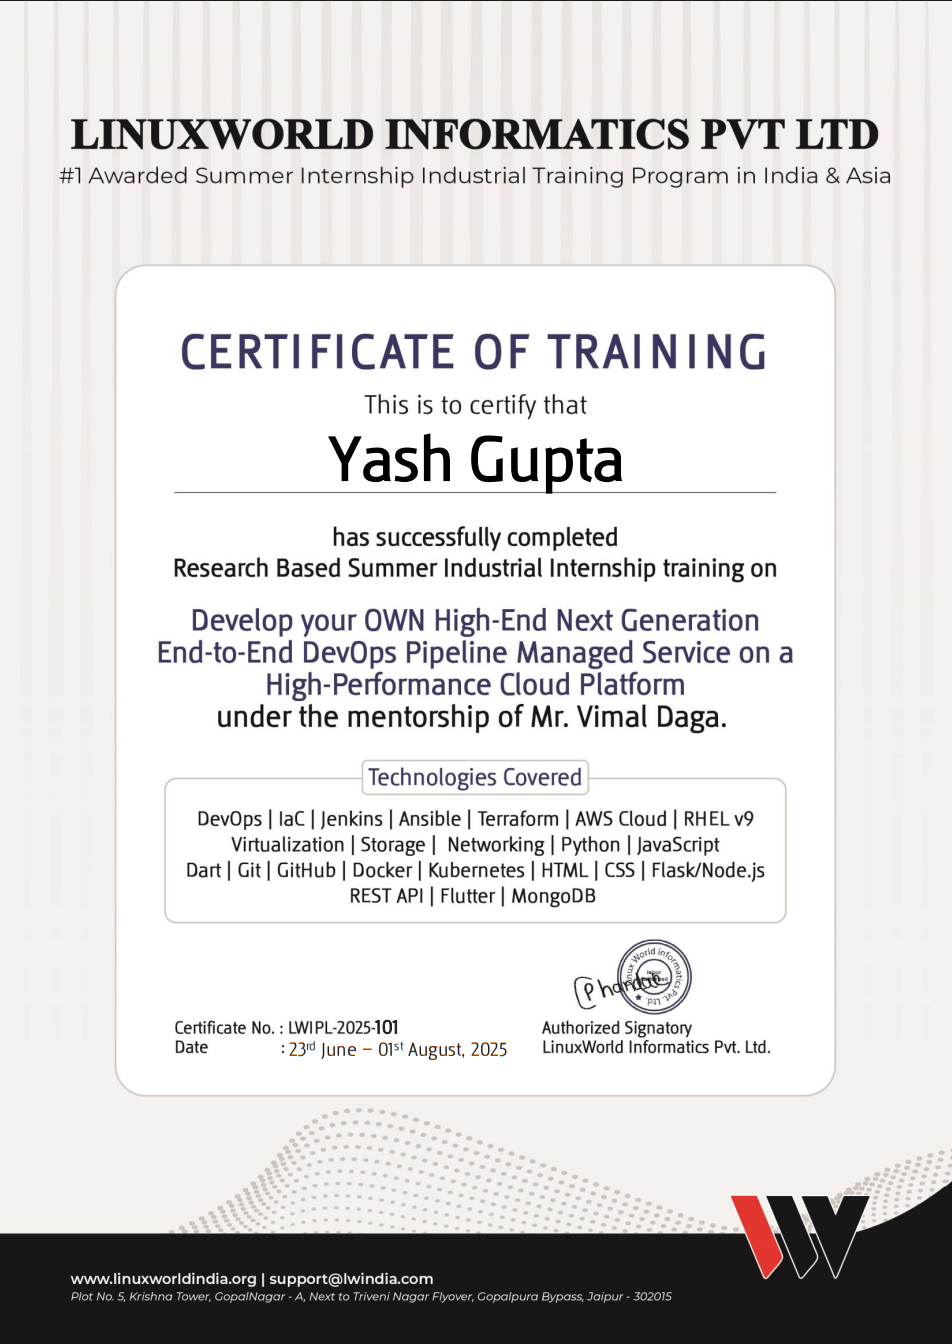 LINUXWORLD INFORMATICS PVT LTD
#1 Awarded Summer Internship Industrial Training Program in India & Asia
CERTIFICATE OF TRAINING
This is to certify that
Yash Gupta
has successfully completed
Research Based Summer Industrial Internship training on
Develop your OWN High-End Next Generation
End-to-End DevOps Pipeline Managed Service on a
High-Performance Cloud Platform
under the mentorship of Mr. Vimal Daga.
Technologies Covered
DevOps | IaC | Jenkins | Ansible | Terraform | AWS Cloud | RHEL v9
Virtualization | Storage | Networking | Python | JavaScript
Dart | Git | GitHub | Docker | Kubernetes | HTML | CSS | Flask/Node.js
REST API | Flutter | MongoDB
Linux World informatics Pvt. Ltd.
Jaipur
Certificate No. : LWIPL-2025-101
Date : 23rd June – 01st August, 2025
Authorized Signatory
LinuxWorld Informatics Pvt. Ltd.
www.linuxworldindia.org | support@lwindia.com
Plot No. 5, Krishna Tower, GopalNagar - A, Next to Triveni Nagar Flyover, Gopalpura Bypass, Jaipur - 302015